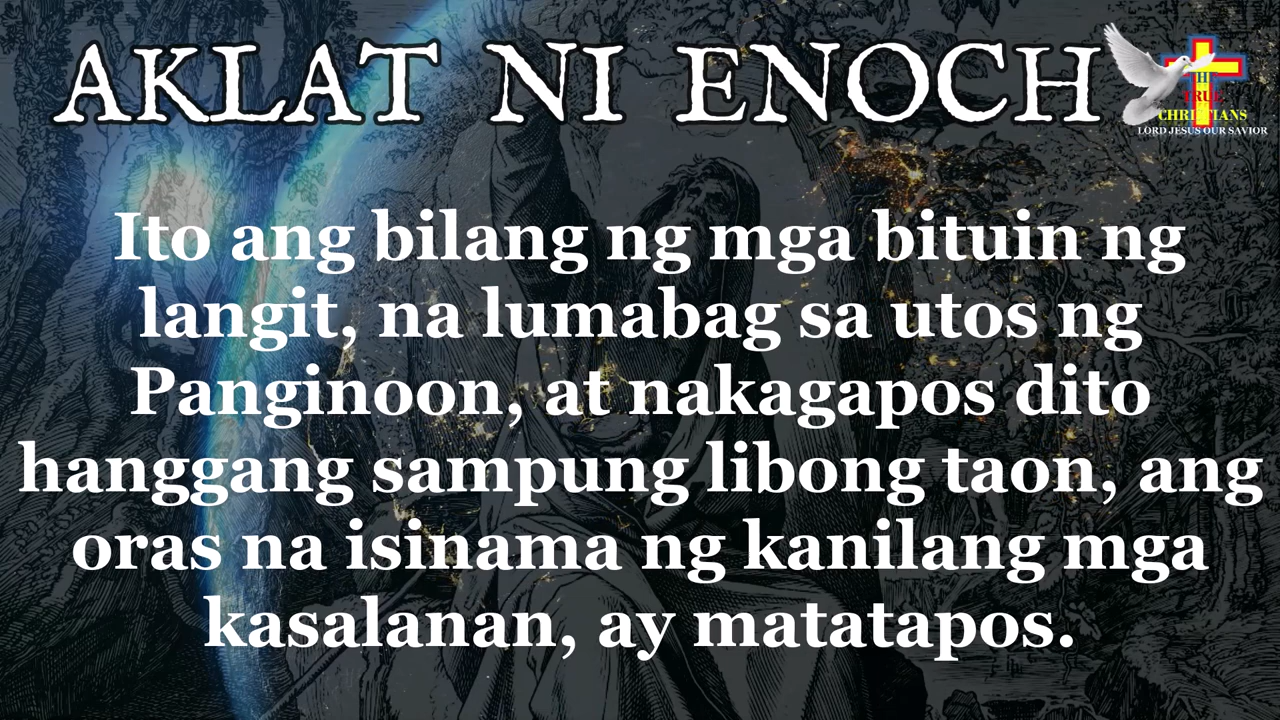 AKLAT NI ENOCH
TRUE
CHRISTIANS
LORD JESUS OUR SAVIOR
Ito ang bilang ng mga bituin ng
langit, na lumabag sa utos ng
Panginoon, at nakagapos dito
hanggang sampung libong taon, ang
oras na isinama ng kanilang mga
kasalanan, ay matatapos.